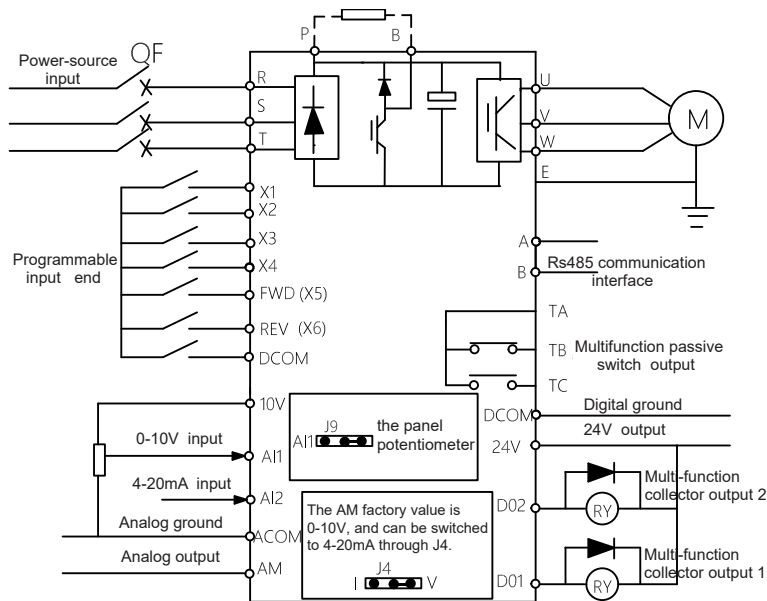 P
B
Power-source
input
QF
R
S
T
U
V
W
M
E
X1
X2
X3
X4
FWD (X5)
REV (X6)
DCOM
Programmable
input end
A
B
Rs485 communication
interface
TA
TB
TC
Multifunction passive
switch output
DCOM
Digital ground
24V
24V output
10V
0-10V input
AI1
4-20mA input
AI2
Analog ground
ACOM
Analog output
AM
J9
AI1
the panel
potentiometer
The AM factory value is
0-10V, and can be switched
to 4-20mA through J4.
J4
I
V
D02
RY
Multi-function
collector output 2
D01
RY
Multi-function
collector output 1